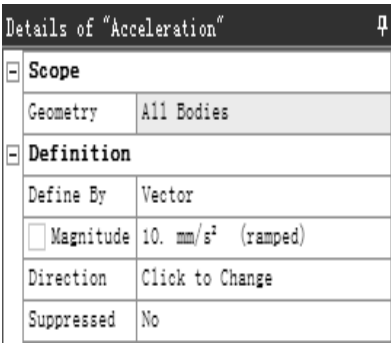 Details of "Acceleration"
Scope
Geometry All Bodies
Definition
Define By Vector
Magnitude 10. mm/s² (ramped)
Direction Click to Change
Suppressed No